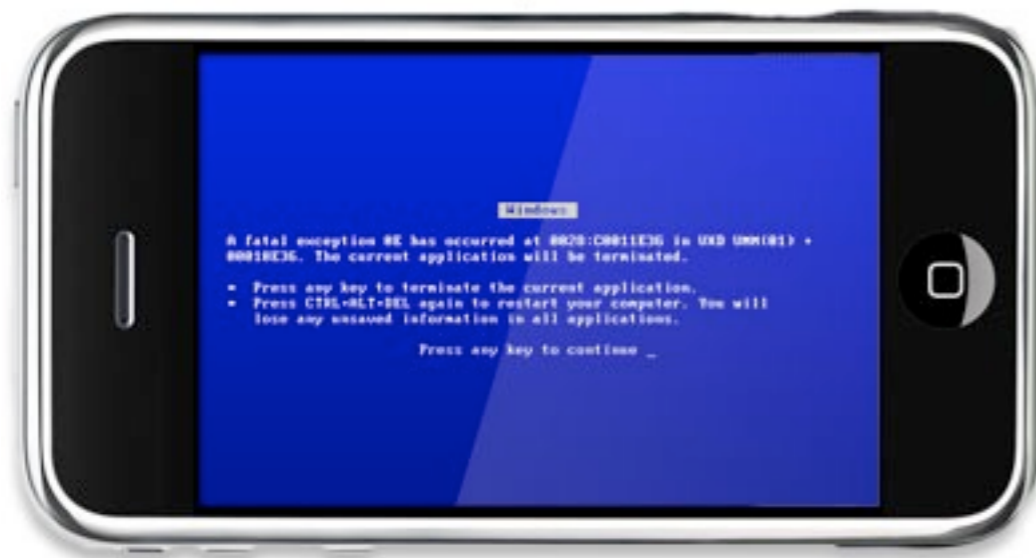 Windows
A fatal exception 0E has occurred at 0028:C0011E36 in VXD VMM(01) +
00010E36. The current application will be terminated.
* Press any key to terminate the current application.
* Press CTRL+ALT+DEL again to restart your computer. You will
lose any unsaved information in all applications.
Press any key to continue _